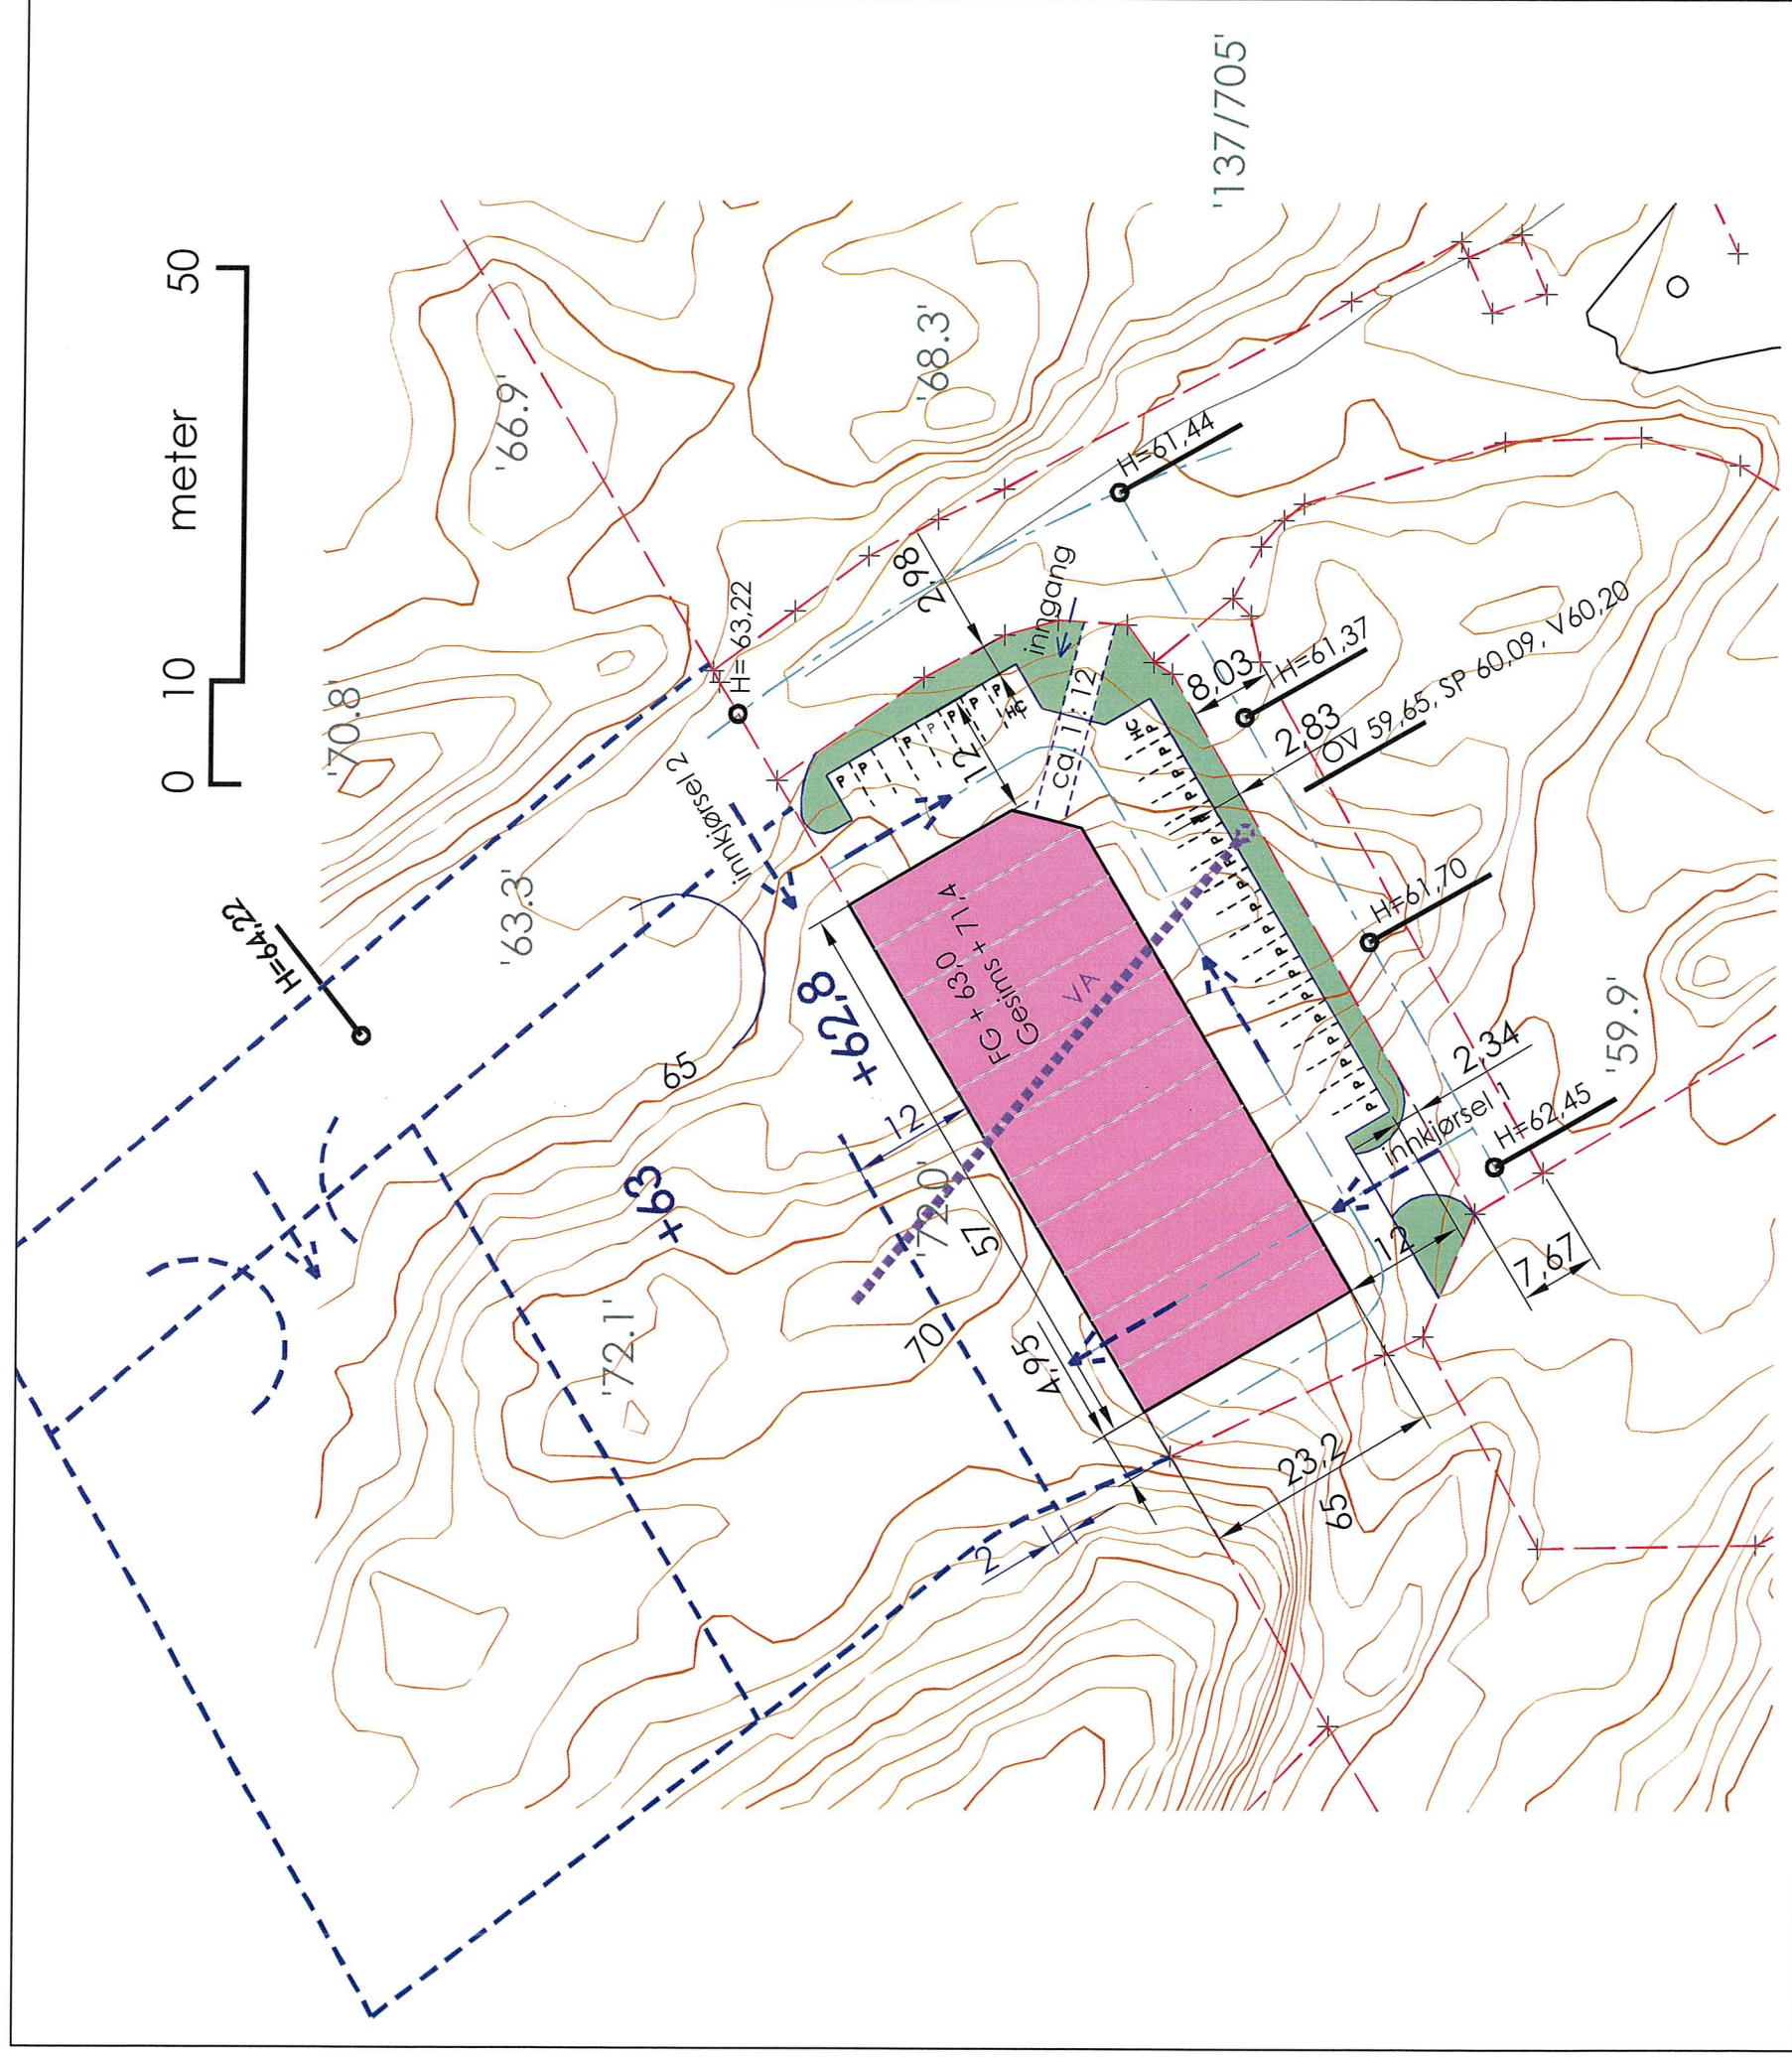 0 10 meter 50
'70.8'
'66.9'
'68.3'
'137/705'
H=64,22
'63.3'
innkjørsel 2
H= 63,22
2,98
H=61,44
inngang
12
ca. 1 : 12
HC
P P P P P P P
HC
8,03
H=61,37
2,83
OV 59,65, SP 60,09, V60,20
H=61,70
FG + 63,0
Gesims + 71,4
VA
+62,8
65
12
+63
'72.0'
57
'72.1'
70
4,95
2
23,2
65
12
7,67
innkjørsel 1
2,34
H=62,45
'59.9'